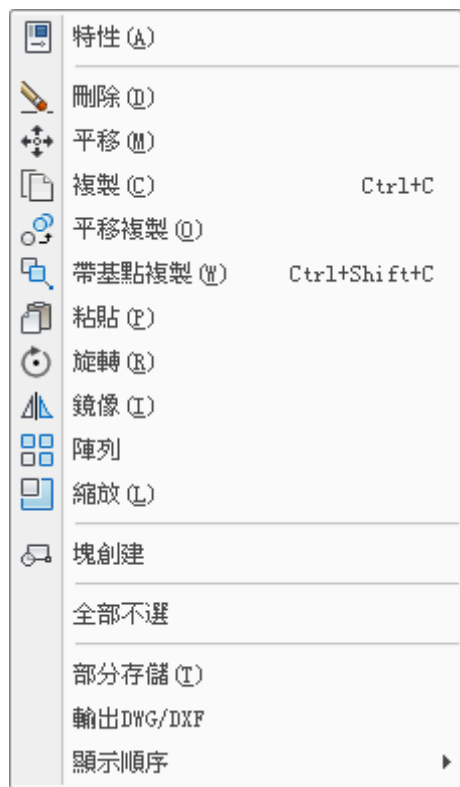 特性(A)
刪除(D)
平移(M)
複製(C) Ctrl+C
平移複製(O)
帶基點複製(W) Ctrl+Shift+C
粘貼(P)
旋轉(R)
鏡像(I)
陣列
縮放(L)
塊創建
全部不選
部分存儲(T)
輸出DWG/DXF
顯示順序